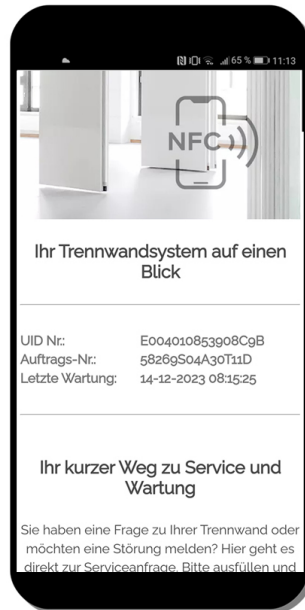 65 % 11:13
NFC
Ihr Trennwandsystem auf einen
Blick
UID Nr.: E004010853908C9B
Auftrags-Nr.: 58269S04A30T11D
Letzte Wartung: 14-12-2023 08:15:25
Ihr kurzer Weg zu Service und
Wartung
Sie haben eine Frage zu Ihrer Trennwand oder
möchten eine Störung melden? Hier geht es
direkt zur Serviceanfrage. Bitte ausfüllen und